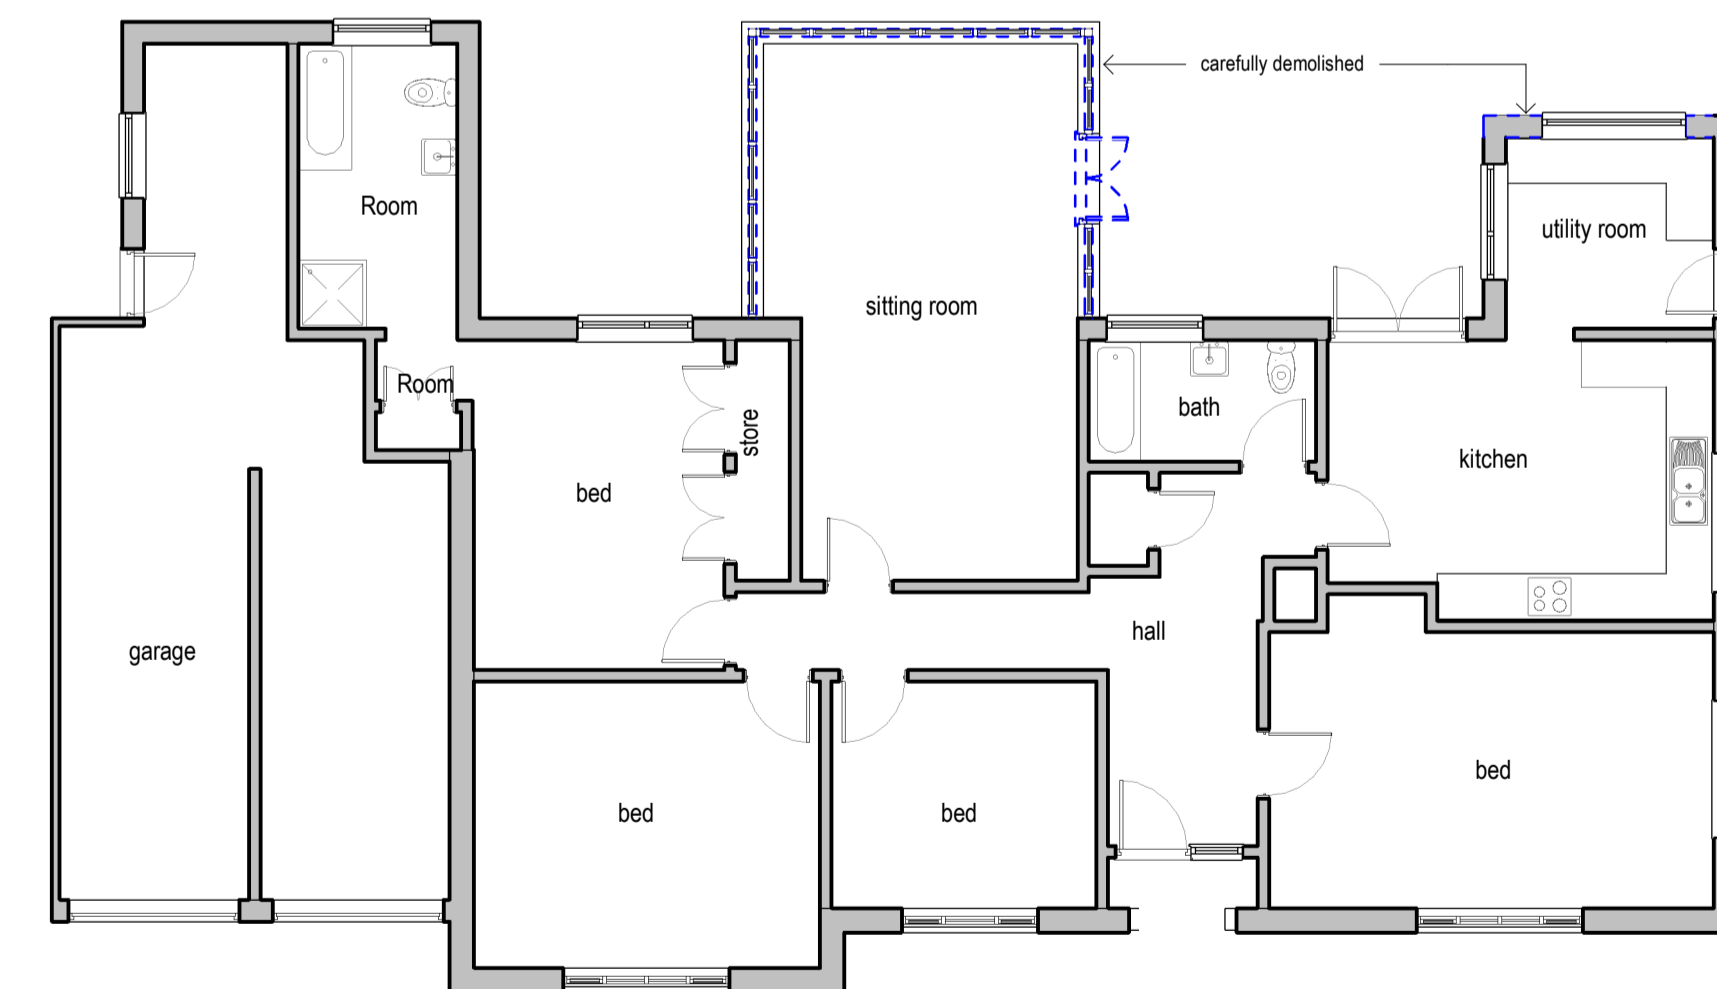 carefully demolished
Room
utility room
sitting room
Room
bath
store
kitchen
bed
hall
garage
bed
bed
bed